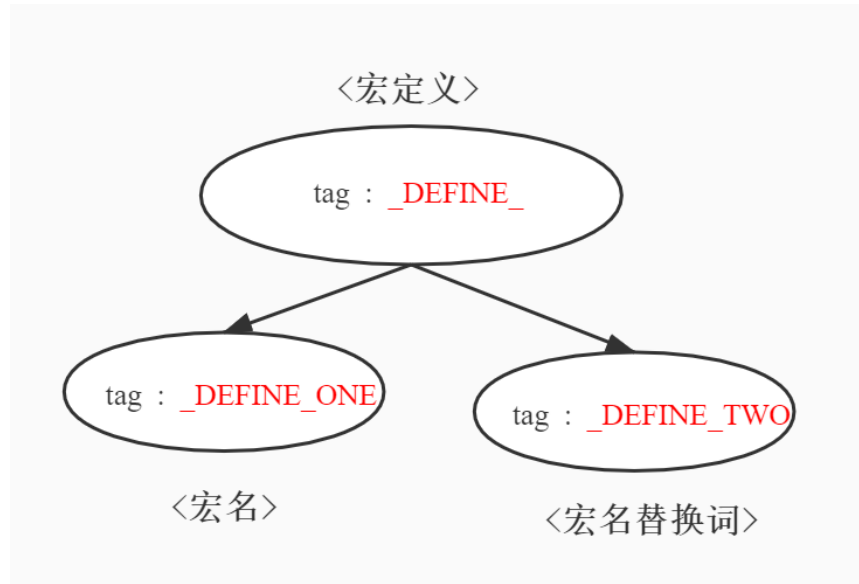 <宏定义>
tag : _DEFINE_
tag : _DEFINE_ONE
tag : _DEFINE_TWO
<宏名>
<宏名替换词>